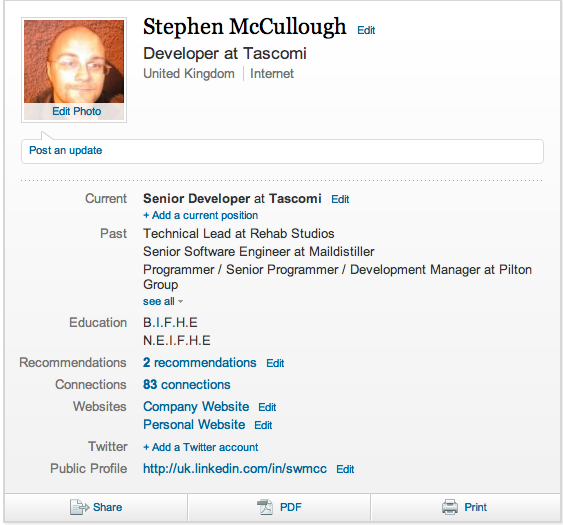 Stephen McCullough Edit
Developer at Tascomi
United Kingdom Internet
Edit Photo
Post an update
Current Senior Developer at Tascomi Edit
+ Add a current position
Past Technical Lead at Rehab Studios
Senior Software Engineer at Maildistiller
Programmer / Senior Programmer / Development Manager at Pilton
Group
see all
Education B.I.F.H.E
N.E.I.F.H.E
Recommendations 2 recommendations Edit
Connections 83 connections
Websites Company Website Edit
Personal Website Edit
Twitter + Add a Twitter account
Public Profile http://uk.linkedin.com/in/swmcc Edit
Share PDF Print